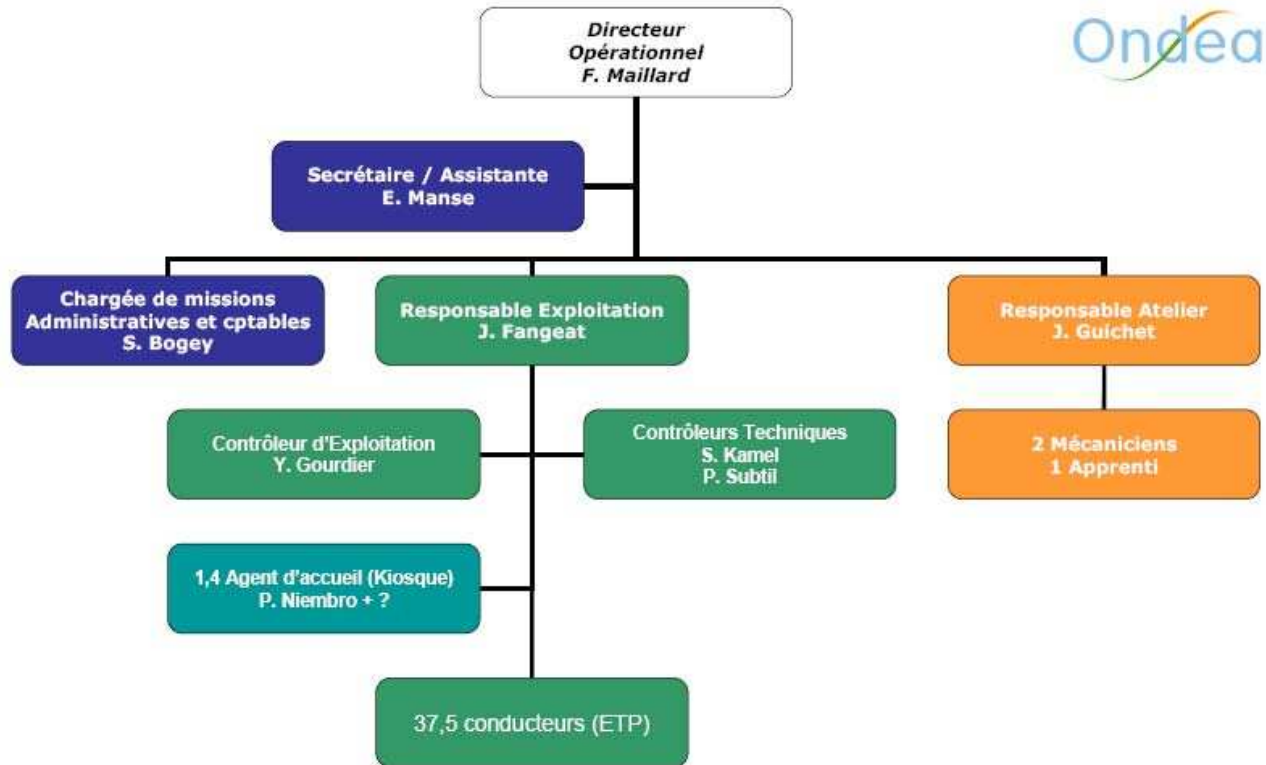 Directeur
Opérationnel
F. Maillard
Ondéa
Secrétaire / Assistante
E. Manse
Chargée de missions
Administratives et cptables
S. Bogey
Responsable Exploitation
J. Fangeat
Responsable Atelier
J. Guichet
Contrôleur d'Exploitation
Y. Gourdier
Contrôleurs Techniques
S. Kamel
P. Subtil
2 Mécaniciens
1 Apprenti
1,4 Agent d'accueil (Kiosque)
P. Niembro + ?
37,5 conducteurs (ETP)